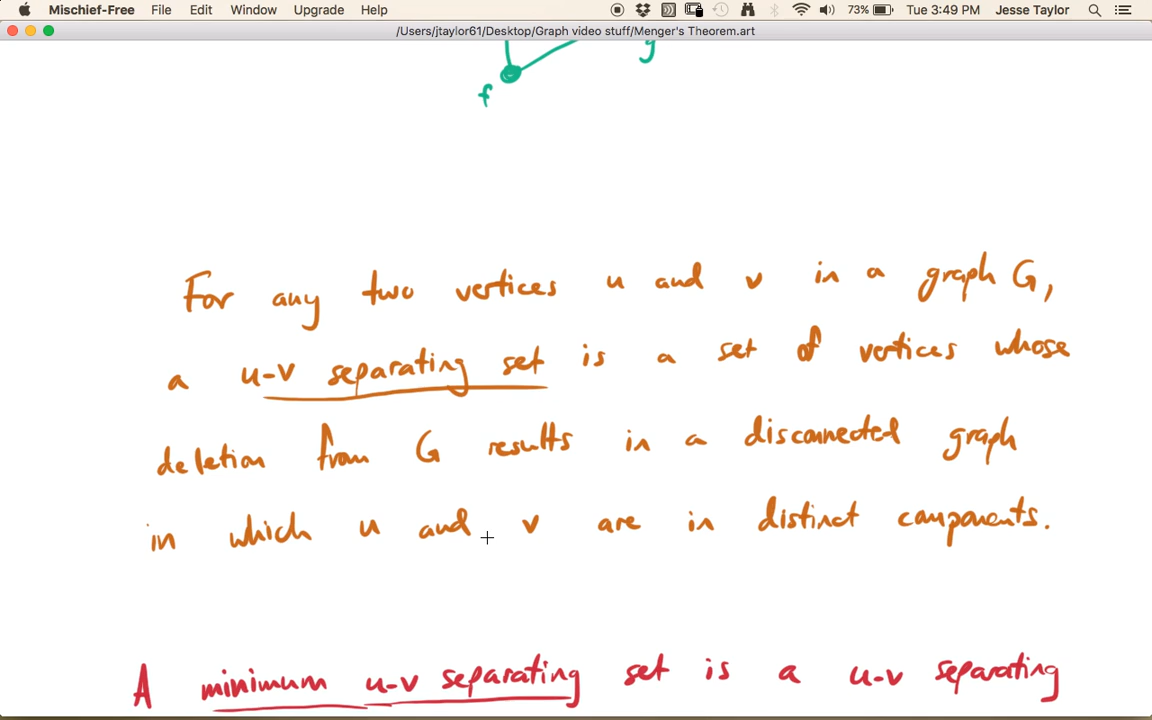 Mischief-Free File Edit Window Upgrade Help 73% Tue 3:49 PM Jesse Taylor
/Users/jtaylor61/Desktop/Graph video stuff/Menger's Theorem.art
g
f
For any two vertices u and v in a graph G,
a u-v separating set is a set of vertices whose
deletion from G results in a disconnected graph
in which u and v are in distinct components.
A minimum u-v separating set is a u-v separating